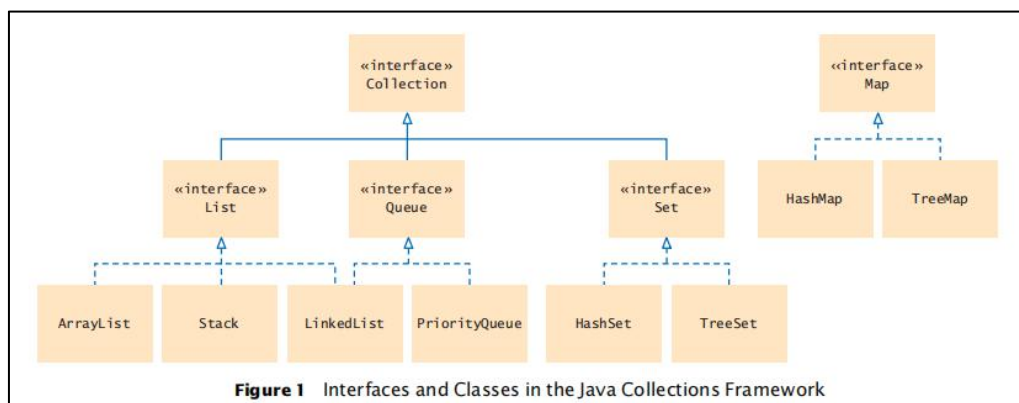 «interface»
Collection
«interface»
Map
«interface»
List
«interface»
Queue
«interface»
Set
HashMap
TreeMap
ArrayList
Stack
LinkedList
PriorityQueue
HashSet
TreeSet
Figure 1 Interfaces and Classes in the Java Collections Framework